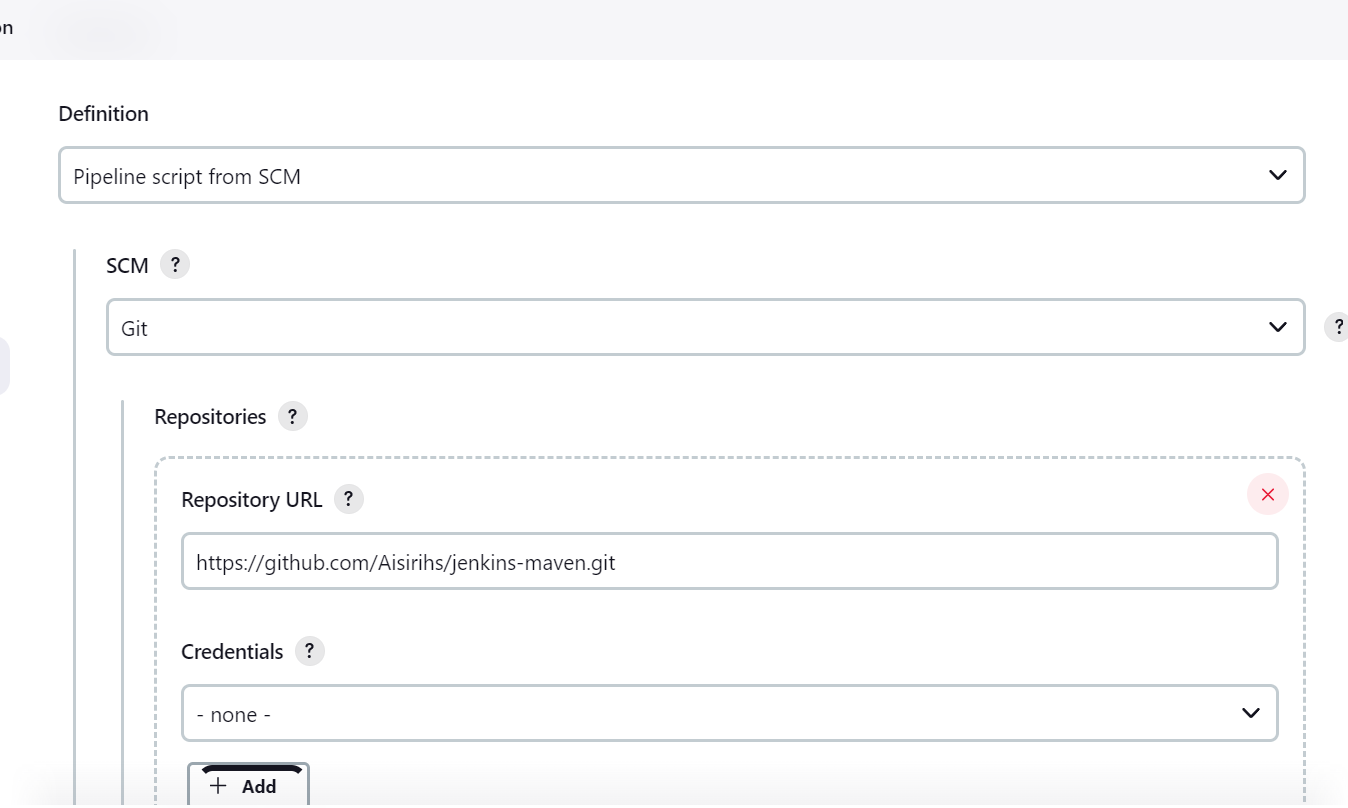 on
Definition
Pipeline script from SCM
SCM ?
Git
?
Repositories ?
Repository URL ?
https://github.com/Aisirihs/jenkins-maven.git
Credentials ?
- none -
+ Add